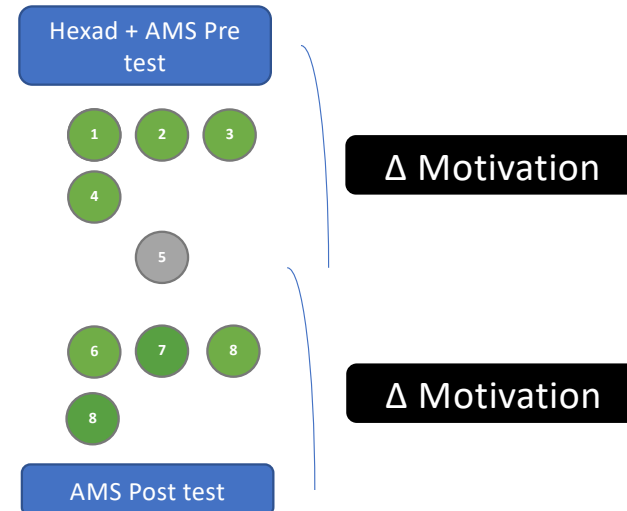 Hexad + AMS Pre
test
1 2 3
4
Δ Motivation
5
6 7 8
Δ Motivation
8
AMS Post test